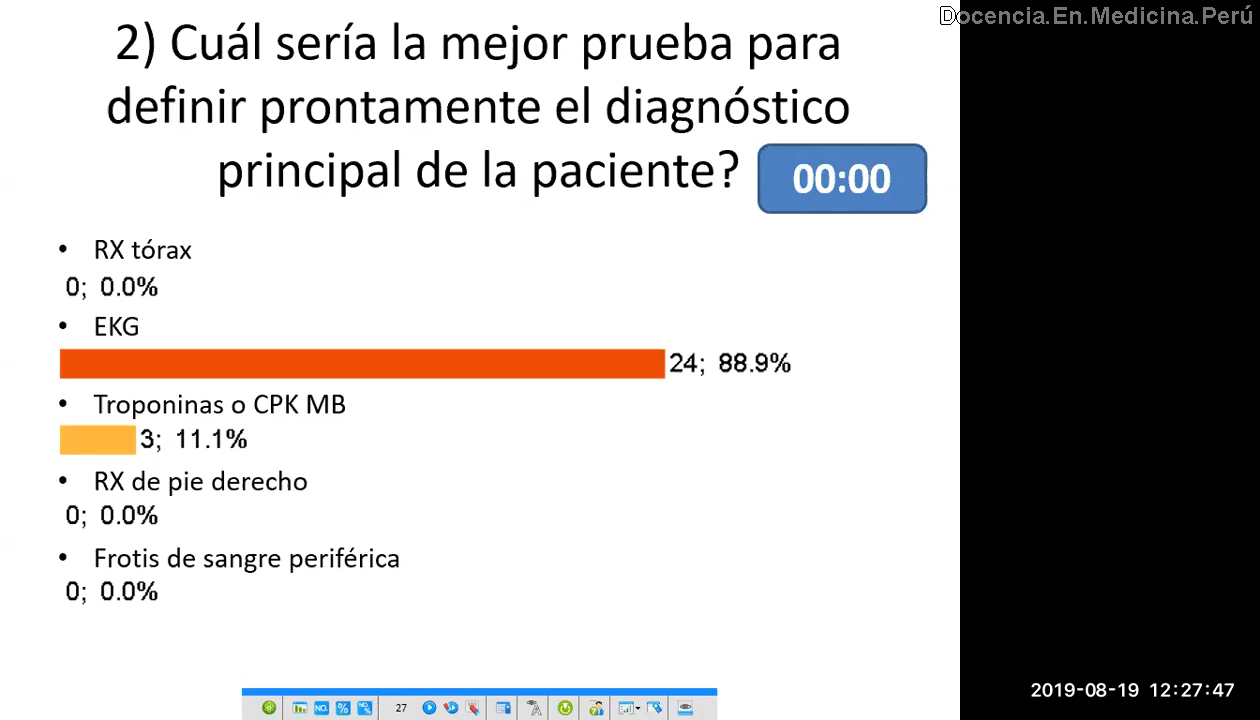 Docencia.En.Medicina.Perú
2) Cuál sería la mejor prueba para
definir prontamente el diagnóstico
principal de la paciente?
00:00
• RX tórax
0; 0.0%
• EKG
24; 88.9%
• Troponinas o CPK MB
3; 11.1%
• RX de pie derecho
0; 0.0%
• Frotis de sangre periférica
0; 0.0%
NO.
%
27
2019-08-19 12:27:47